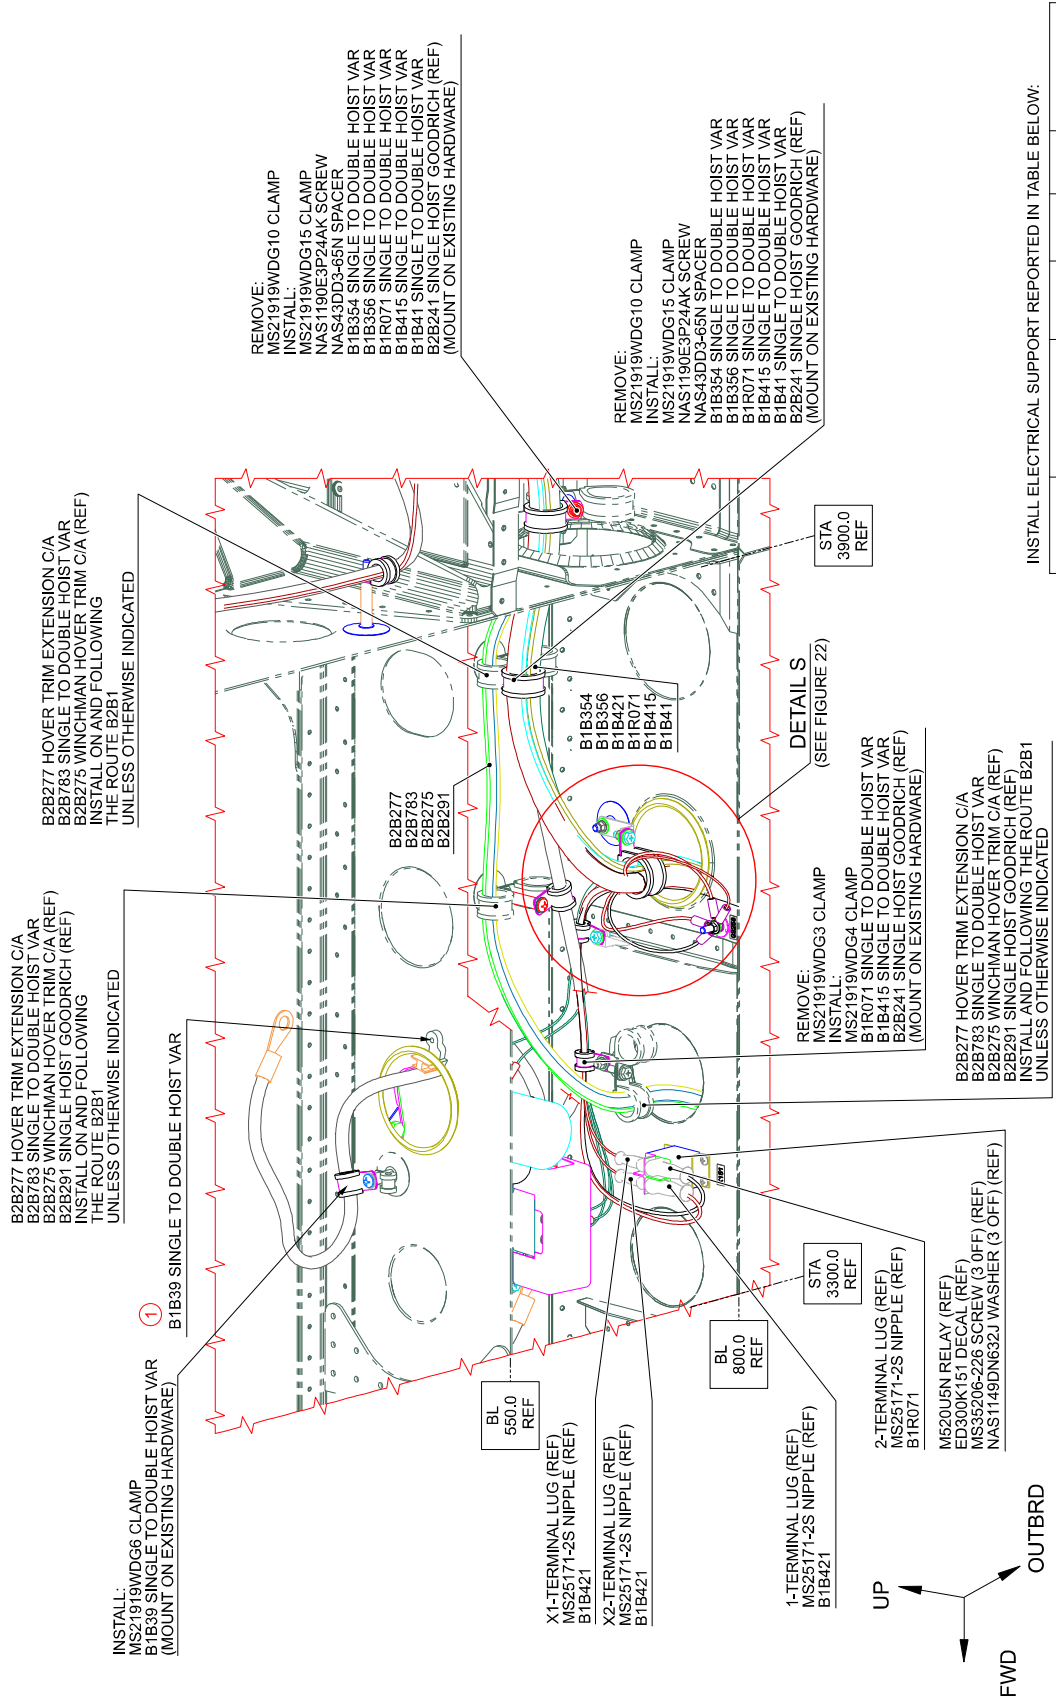 B2B277 HOVER TRIM EXTENSION C/A
B2B783 SINGLE TO DOUBLE HOIST VAR
B2B275 WINCHMAN HOVER TRIM C/A (REF)
B2B291 SINGLE HOIST GOODRICH (REF)
INSTALL ON AND FOLLOWING
THE ROUTE B2B1
UNLESS OTHERWISE INDICATED
B2B277 HOVER TRIM EXTENSION C/A
B2B783 SINGLE TO DOUBLE HOIST VAR
B2B275 WINCHMAN HOVER TRIM C/A (REF)
INSTALL ON AND FOLLOWING
THE ROUTE B2B1
UNLESS OTHERWISE INDICATED
INSTALL:
MS21919WDG6 CLAMP
B1B39 SINGLE TO DOUBLE HOIST VAR
(MOUNT ON EXISTING HARDWARE)
1
B1B39 SINGLE TO DOUBLE HOIST VAR
REMOVE:
MS21919WDG10 CLAMP
INSTALL:
MS21919WDG15 CLAMP
NAS1190E3P24AK SCREW
NAS43DD3-65N SPACER
B1B354 SINGLE TO DOUBLE HOIST VAR
B1B356 SINGLE TO DOUBLE HOIST VAR
B1R071 SINGLE TO DOUBLE HOIST VAR
B1B415 SINGLE TO DOUBLE HOIST VAR
B1B41 SINGLE TO DOUBLE HOIST VAR
B2B241 SINGLE HOIST GOODRICH (REF)
(MOUNT ON EXISTING HARDWARE)
B2B277
B2B783
B2B275
B2B291
B1B354
B1B356
B1B421
B1R071
B1B415
B1B41
REMOVE:
MS21919WDG10 CLAMP
INSTALL:
MS21919WDG15 CLAMP
NAS1190E3P24AK SCREW
NAS43DD3-65N SPACER
B1B354 SINGLE TO DOUBLE HOIST VAR
B1B356 SINGLE TO DOUBLE HOIST VAR
B1R071 SINGLE TO DOUBLE HOIST VAR
B1B415 SINGLE TO DOUBLE HOIST VAR
B1B41 SINGLE TO DOUBLE HOIST VAR
B2B241 SINGLE HOIST GOODRICH (REF)
(MOUNT ON EXISTING HARDWARE)
BL
550.0
REF
X1-TERMINAL LUG (REF)
MS25171-2S NIPPLE (REF)
B1B421
X2-TERMINAL LUG (REF)
MS25171-2S NIPPLE (REF)
B1B421
BL
800.0
REF
STA
3300.0
REF
STA
3900.0
REF
DETAIL S
(SEE FIGURE 22)
1-TERMINAL LUG (REF)
MS25171-2S NIPPLE (REF)
B1B421
REMOVE:
MS21919WDG3 CLAMP
INSTALL:
MS21919WDG4 CLAMP
B1R071 SINGLE TO DOUBLE HOIST VAR
B1B415 SINGLE TO DOUBLE HOIST VAR
B2B241 SINGLE HOIST GOODRICH (REF)
(MOUNT ON EXISTING HARDWARE)
2-TERMINAL LUG (REF)
MS25171-2S NIPPLE (REF)
B1R071
M520U5N RELAY (REF)
ED300K151 DECAL (REF)
MS35206-226 SCREW (3 OFF) (REF)
NAS1149DN632J WASHER (3 OFF) (REF)
B2B277 HOVER TRIM EXTENSION C/A
B2B783 SINGLE TO DOUBLE HOIST VAR
B2B275 WINCHMAN HOVER TRIM C/A (REF)
B2B291 SINGLE HOIST GOODRICH (REF)
INSTALL AND FOLLOWING THE ROUTE B2B1
UNLESS OTHERWISE INDICATED
UP
FWD
OUTBRD
INSTALL ELECTRICAL SUPPORT REPORTED IN TABLE BELOW: